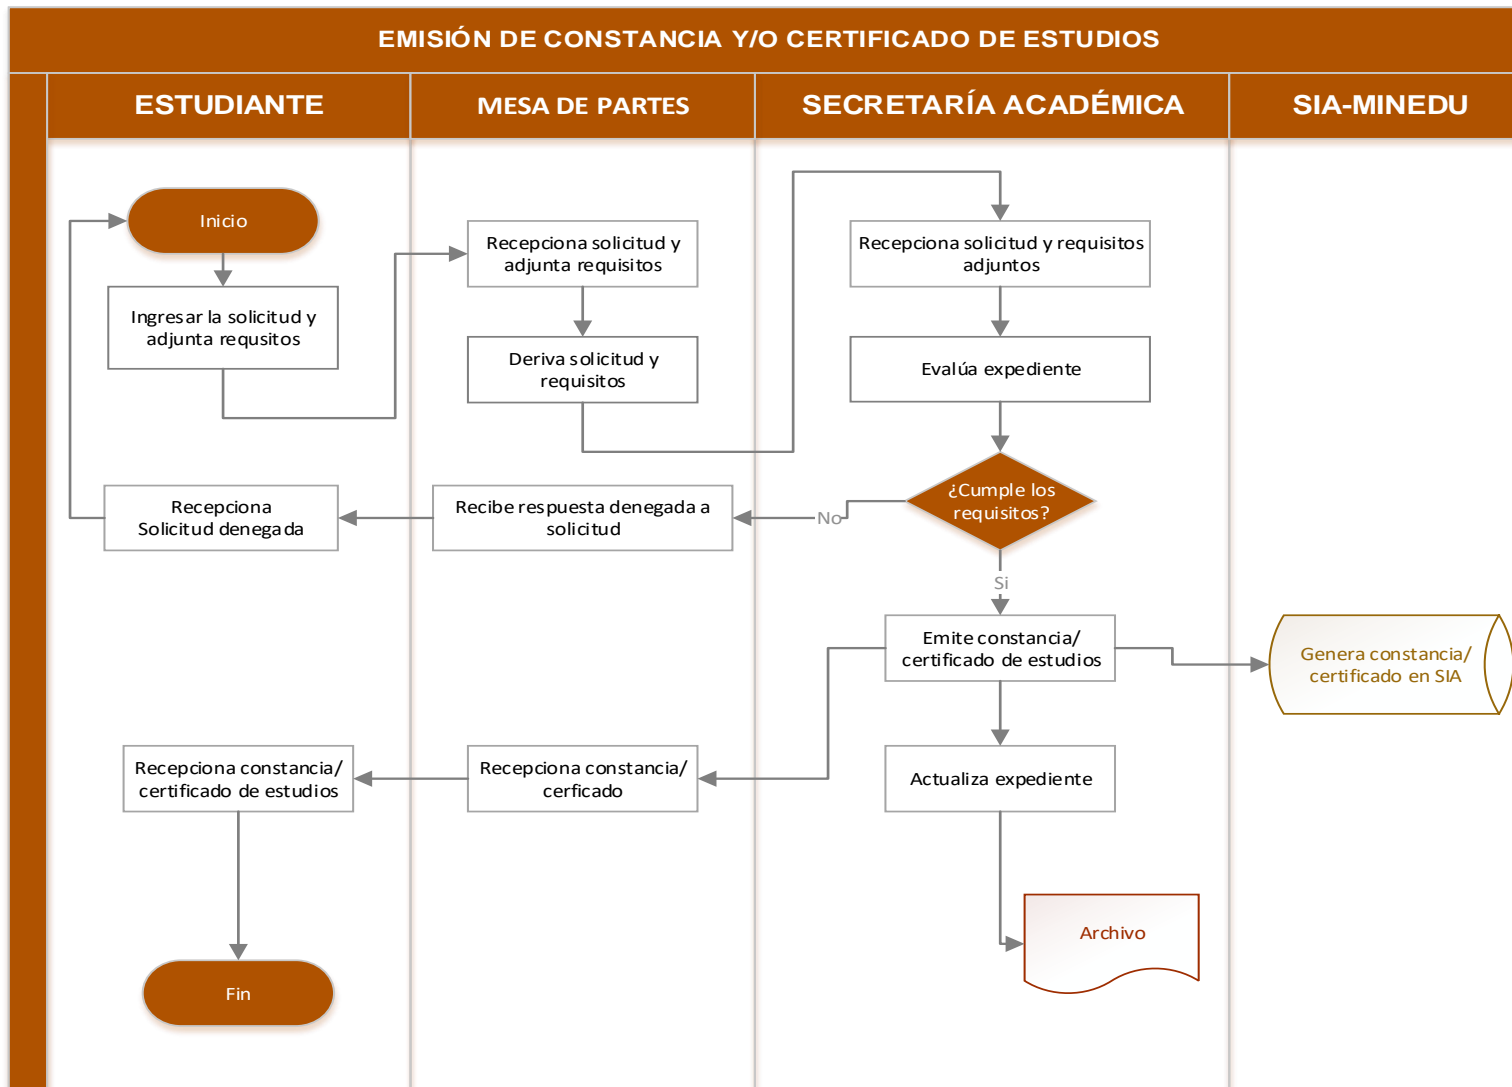 EMISIÓN DE CONSTANCIA Y/O CERTIFICADO DE ESTUDIOS
ESTUDIANTE
MESA DE PARTES
SECRETARÍA ACADÉMICA
SIA-MINEDU
Inicio
Ingresar la solicitud y
adjunta requsitos
Recepciona solicitud y
adjunta requisitos
Deriva solicitud y
requisitos
Recepciona solicitud y requisitos
adjuntos
Evalúa expediente
¿Cumple los
requisitos?
No
Recibe respuesta denegada a
solicitud
Recepciona
Solicitud denegada
Si
Emite constancia/
certificado de estudios
Genera constancia/
certificado en SIA
Recepciona constancia/
certificado de estudios
Recepciona constancia/
cerficado
Actualiza expediente
Archivo
Fin